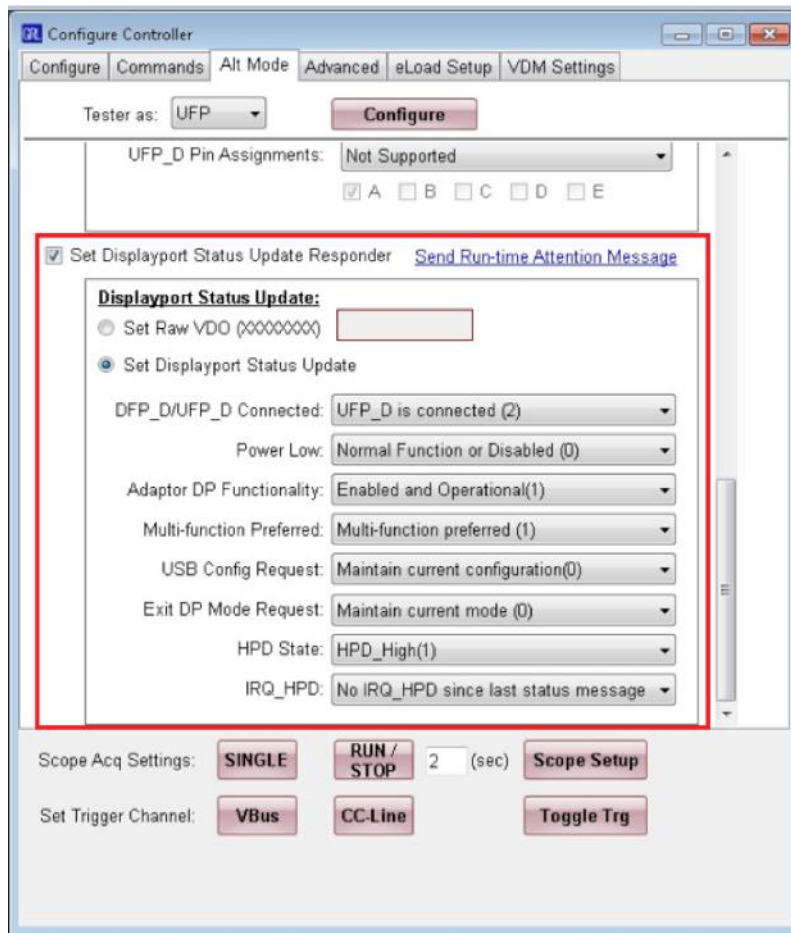 GRL Configure Controller
Configure Commands Alt Mode Advanced eLoad Setup VDM Settings
Tester as: UFP Configure
UFP_D Pin Assignments: Not Supported
A B C D E
Set Displayport Status Update Responder Send Run-time Attention Message
Displayport Status Update:
Set Raw VDO (XXXXXXXX)
Set Displayport Status Update
DFP_D/UFP_D Connected: UFP_D is connected (2)
Power Low: Normal Function or Disabled (0)
Adaptor DP Functionality: Enabled and Operational(1)
Multi-function Preferred: Multi-function preferred (1)
USB Config Request: Maintain current configuration(0)
Exit DP Mode Request: Maintain current mode (0)
HPD State: HPD_High(1)
IRQ_HPD: No IRQ_HPD since last status message
Scope Acq Settings: SINGLE RUN / STOP 2 (sec) Scope Setup
Set Trigger Channel: VBus CC-Line Toggle Trg